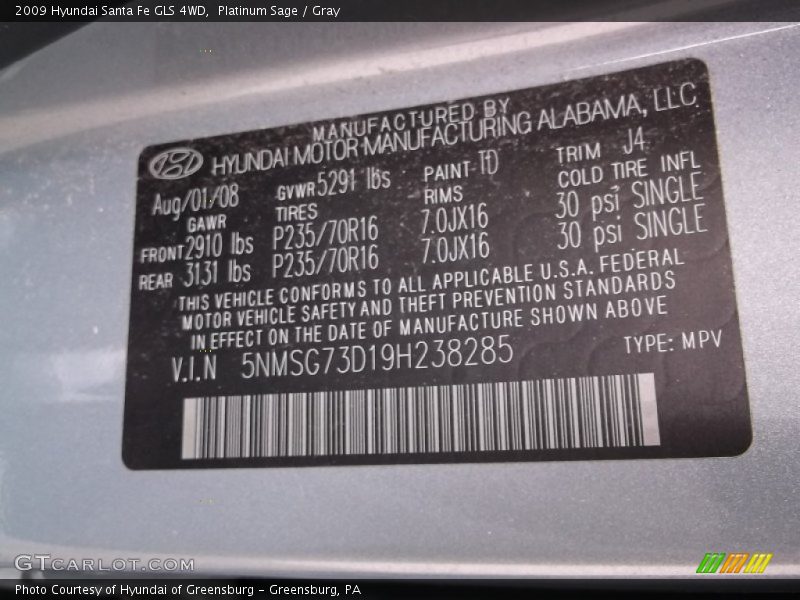 2009 Hyundai Santa Fe GLS 4WD, Platinum Sage / Gray
MANUFACTURED BY
HYUNDAI MOTOR MANUFACTURING ALABAMA, LLC
Aug/01/08 GVWR 5291 lbs PAINT TD TRIM J4
GAWR TIRES RIMS COLD TIRE INFL
FRONT 2910 lbs P235/70R16 7.0JX16 30 psi SINGLE
REAR 3131 lbs P235/70R16 7.0JX16 30 psi SINGLE
THIS VEHICLE CONFORMS TO ALL APPLICABLE U.S.A. FEDERAL
MOTOR VEHICLE SAFETY AND THEFT PREVENTION STANDARDS
IN EFFECT ON THE DATE OF MANUFACTURE SHOWN ABOVE
V.I.N 5NMSG73D19H238285 TYPE: MPV
GTCARLOT.COM
Photo Courtesy of Hyundai of Greensburg - Greensburg, PA